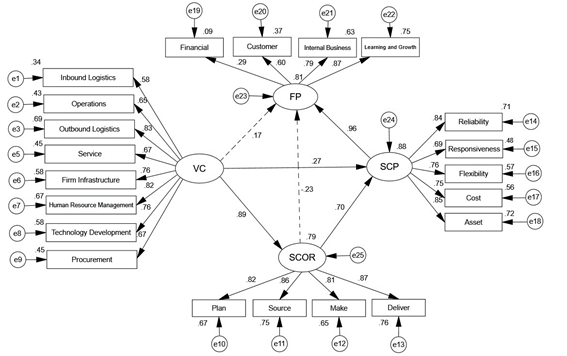 e19 e20 e21 e22
.09 .37 .63 .75
Financial Customer Internal Business Learning and Growth
.29 .60 .79 .87
.81
e23 FP
.34
e1 Inbound Logistics .58
.43
e2 Operations .65
.69
e3 Outbound Logistics .83
.45
e5 Service .67
.58
e6 Firm Infrastructure .76
.67
e7 Human Resource Management .82
.58
e8 Technology Development .76
.45
e9 Procurement .67
VC
.17
.27
.96
.89
.23
.70
e24
.88
SCP
.84 Reliability .71 e14
.69 Responsiveness .48 e15
.76 Flexibility .57 e16
.75 Cost .56 e17
.85 Asset .72 e18
.79
SCOR e25
.82 .86 .81 .87
Plan Source Make Deliver
.67 .75 .65 .76
e10 e11 e12 e13